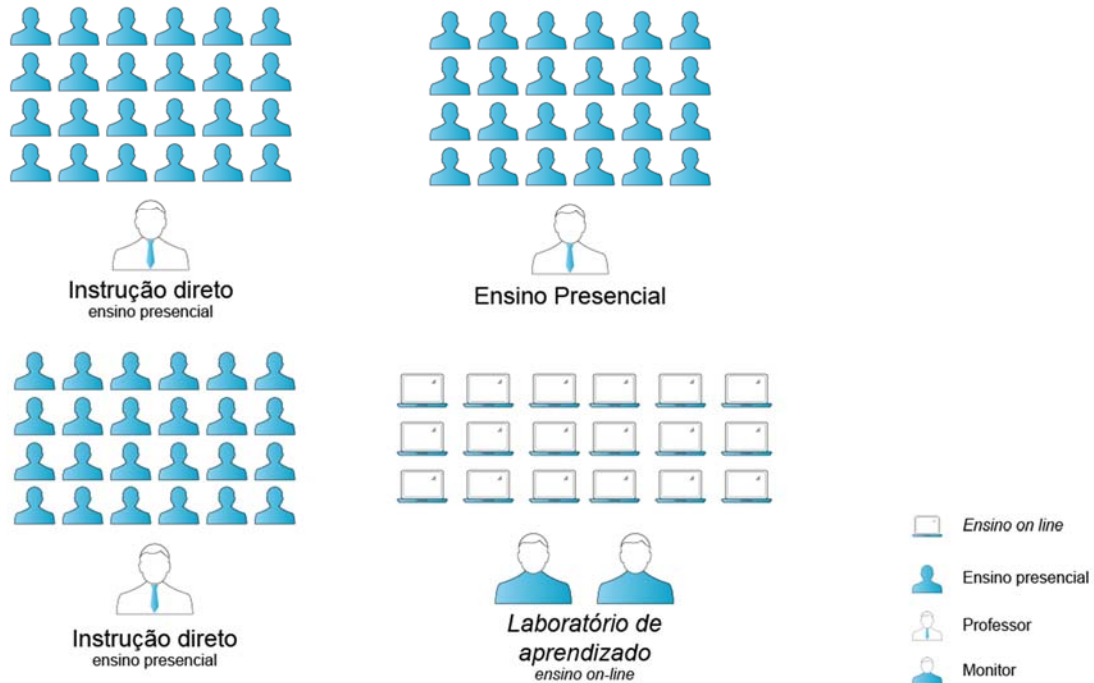 Instrução direto
ensino presencial
Ensino Presencial
Instrução direto
ensino presencial
Laboratório de
aprendizado
ensino on-line
Ensino on line
Ensino presencial
Professor
Monitor